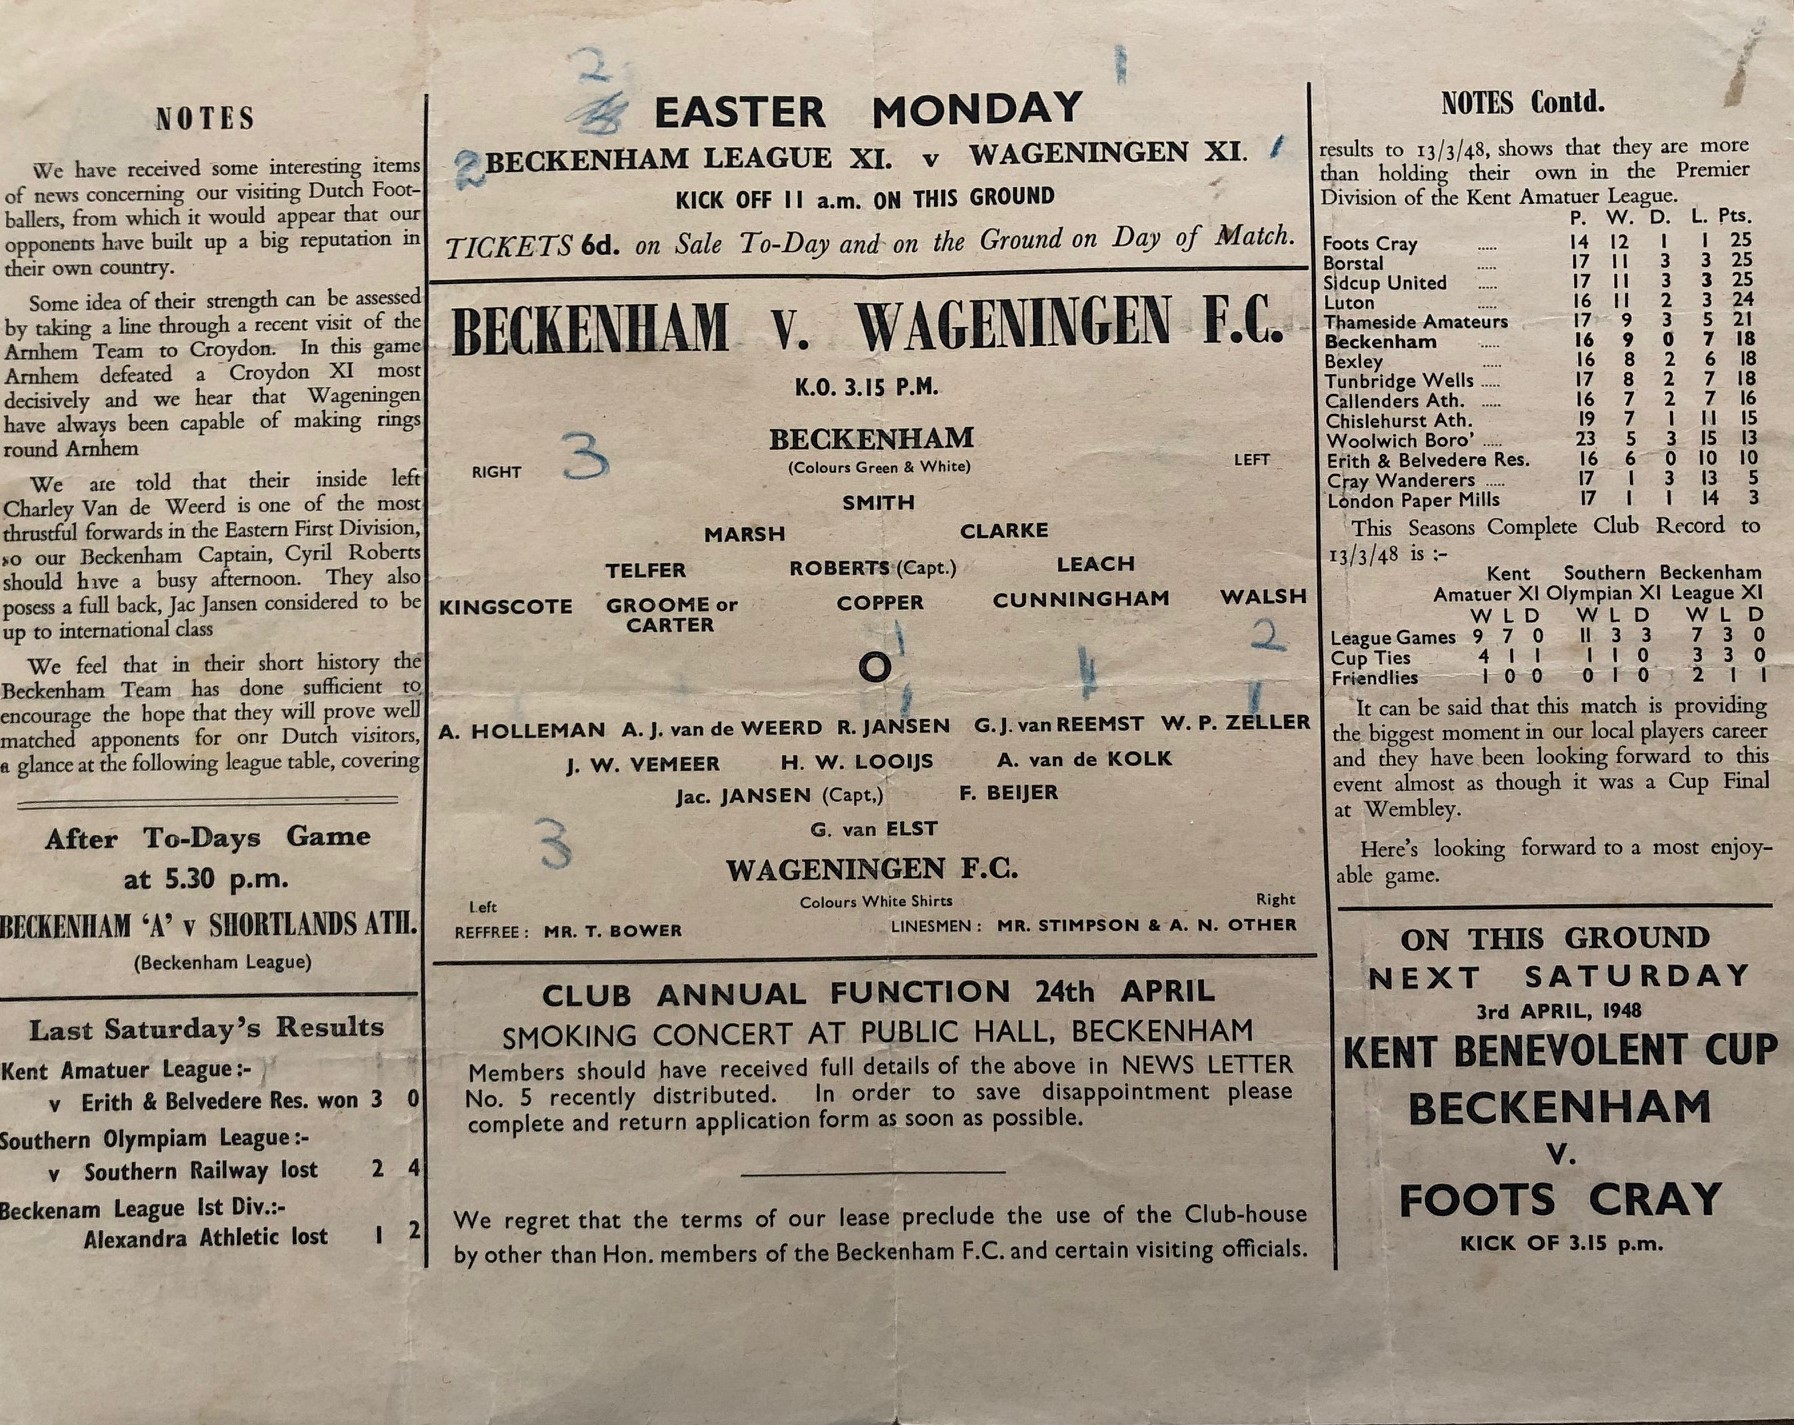 NOTES
We have received some interesting items
of news concerning our visiting Dutch Foot-
ballers, from which it would appear that our
opponents have built up a big reputation in
their own country.
Some idea of their strength can be assessed
by taking a line through a recent visit of the
Arnhem Team to Croydon. In this game
Arnhem defeated a Croydon XI most
decisively and we hear that Wageningen
have always been capable of making rings
round Arnhem
We are told that their inside left
Charley Van de Weerd is one of the most
thrustful forwards in the Eastern First Division,
so our Beckenham Captain, Cyril Roberts
should have a busy afternoon. They also
posess a full back, Jac Jansen considered to be
up to international class
We feel that in their short history the
Beckenham Team has done sufficient to
encourage the hope that they will prove well
matched apponents for onr Dutch visitors,
a glance at the following league table, covering
After To-Days Game
at 5.30 p.m.
BECKENHAM 'A' v SHORTLANDS ATH.
(Beckenham League)
Last Saturday's Results
Kent Amatuer League:-
v Erith & Belvedere Res. won 3 0
Southern Olympiam League:-
v Southern Railway lost 2 4
Beckenam League 1st Div.:-
Alexandra Athletic lost 1 2
2 1
EASTER MONDAY
2 BECKENHAM LEAGUE XI. v WAGENINGEN XI. 1
KICK OFF 11 a.m. ON THIS GROUND
TICKETS 6d. on Sale To-Day and on the Ground on Day of Match.
BECKENHAM v. WAGENINGEN F.C.
K.O. 3.15 P.M.
BECKENHAM
RIGHT 3 (Colours Green & White) LEFT
SMITH
MARSH CLARKE
TELFER ROBERTS (Capt.) LEACH
KINGSCOTE GROOME or COPPER CUNNINGHAM WALSH
CARTER
1 2
O
1 1 1
A. HOLLEMAN A. J. van de WEERD R. JANSEN G. J. van REEMST W. P. ZELLER
J. W. VEMEER H. W. LOOIJS A. van de KOLK
Jac. JANSEN (Capt,) F. BEIJER
G. van ELST
3
WAGENINGEN F.C.
Left Colours White Shirts Right
REFFREE: MR. T. BOWER LINESMEN: MR. STIMPSON & A. N. OTHER
CLUB ANNUAL FUNCTION 24th APRIL
SMOKING CONCERT AT PUBLIC HALL, BECKENHAM
Members should have received full details of the above in NEWS LETTER
No. 5 recently distributed. In order to save disappointment please
complete and return application form as soon as possible.
We regret that the terms of our lease preclude the use of the Club-house
by other than Hon. members of the Beckenham F.C. and certain visiting officials.
NOTES Contd.
results to 13/3/48, shows that they are more
than holding their own in the Premier
Division of the Kent Amatuer League.
P. W. D. L. Pts.
Foots Cray ..... 14 12 1 1 25
Borstal ..... 17 11 3 3 25
Sidcup United ..... 17 11 3 3 25
Luton ..... 16 11 2 3 24
Thameside Amateurs 17 9 3 5 21
Beckenham ..... 16 9 0 7 18
Bexley ..... 16 8 2 6 18
Tunbridge Wells ..... 17 8 2 7 18
Callenders Ath. ..... 16 7 2 7 16
Chislehurst Ath. 19 7 1 11 15
Woolwich Boro' ..... 23 5 3 15 13
Erith & Belvedere Res. 16 6 0 10 10
Cray Wanderers ..... 17 1 3 13 5
London Paper Mills 17 1 1 14 3
This Seasons Complete Club Record to
13/3/48 is :-
Kent Southern Beckenham
Amatuer XI Olympian XI League XI
W L D W L D W L D
League Games 9 7 0 11 3 3 7 3 0
Cup Ties 4 1 1 1 1 0 3 3 0
Friendlies 1 0 0 0 1 0 2 1 1
It can be said that this match is providing
the biggest moment in our local players career
and they have been looking forward to this
event almost as though it was a Cup Final
at Wembley.
Here's looking forward to a most enjoy-
able game.
ON THIS GROUND
NEXT SATURDAY
3rd APRIL, 1948
KENT BENEVOLENT CUP
BECKENHAM
v.
FOOTS CRAY
KICK OF 3.15 p.m.